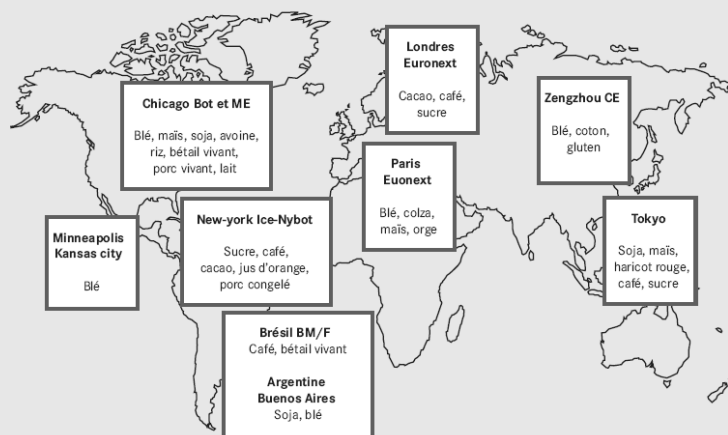 Londres
Euronext
Cacao, café,
sucre
Chicago Bot et ME
Blé, maïs, soja, avoine,
riz, bétail vivant,
porc vivant, lait
Zengzhou CE
Blé, coton,
gluten
Paris
Euonext
Blé, colza,
maïs, orge
Minneapolis
Kansas city
Blé
New-york Ice-Nybot
Sucre, café,
cacao, jus d'orange,
porc congelé
Tokyo
Soja, maïs,
haricot rouge,
café, sucre
Brésil BM/F
Café, bétail vivant
Argentine
Buenos Aires
Soja, blé